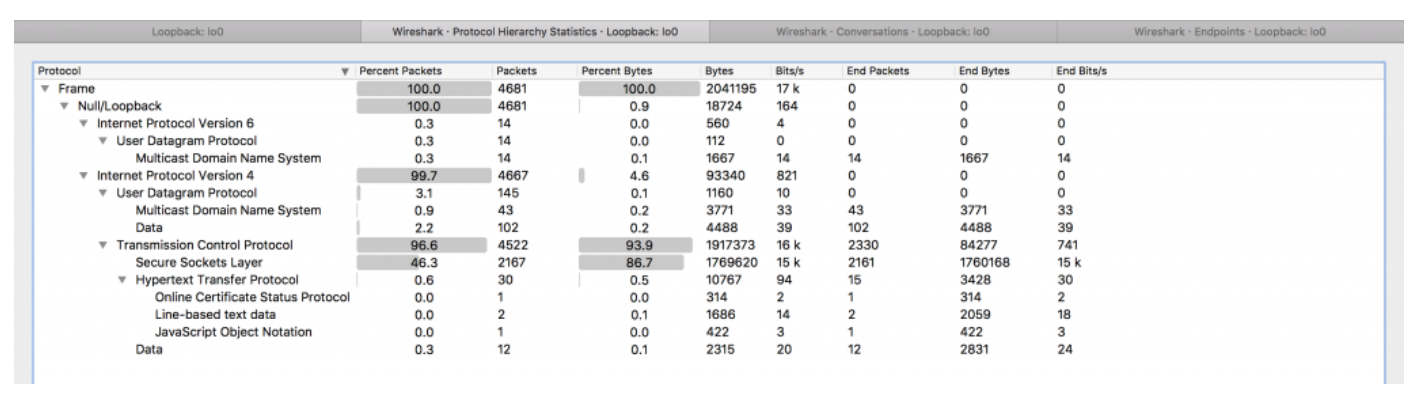 Loopback: lo0 Wireshark · Protocol Hierarchy Statistics · Loopback: lo0 Wireshark · Conversations · Loopback: lo0 Wireshark · Endpoints · Loopback: lo0
Protocol Percent Packets Packets Percent Bytes Bytes Bits/s End Packets End Bytes End Bits/s
Frame 100.0 4681 100.0 2041195 17 k 0 0 0
Null/Loopback 100.0 4681 0.9 18724 164 0 0 0
Internet Protocol Version 6 0.3 14 0.0 560 4 0 0 0
User Datagram Protocol 0.3 14 0.0 112 0 0 0 0
Multicast Domain Name System 0.3 14 0.1 1667 14 14 1667 14
Internet Protocol Version 4 99.7 4667 4.6 93340 821 0 0 0
User Datagram Protocol 3.1 145 0.1 1160 10 0 0 0
Multicast Domain Name System 0.9 43 0.2 3771 33 43 3771 33
Data 2.2 102 0.2 4488 39 102 4488 39
Transmission Control Protocol 96.6 4522 93.9 1917373 16 k 2330 84277 741
Secure Sockets Layer 46.3 2167 86.7 1769620 15 k 2161 1760168 15 k
Hypertext Transfer Protocol 0.6 30 0.5 10767 94 15 3428 30
Online Certificate Status Protocol 0.0 1 0.0 314 2 1 314 2
Line-based text data 0.0 2 0.1 1686 14 2 2059 18
JavaScript Object Notation 0.0 1 0.0 422 3 1 422 3
Data 0.3 12 0.1 2315 20 12 2831 24